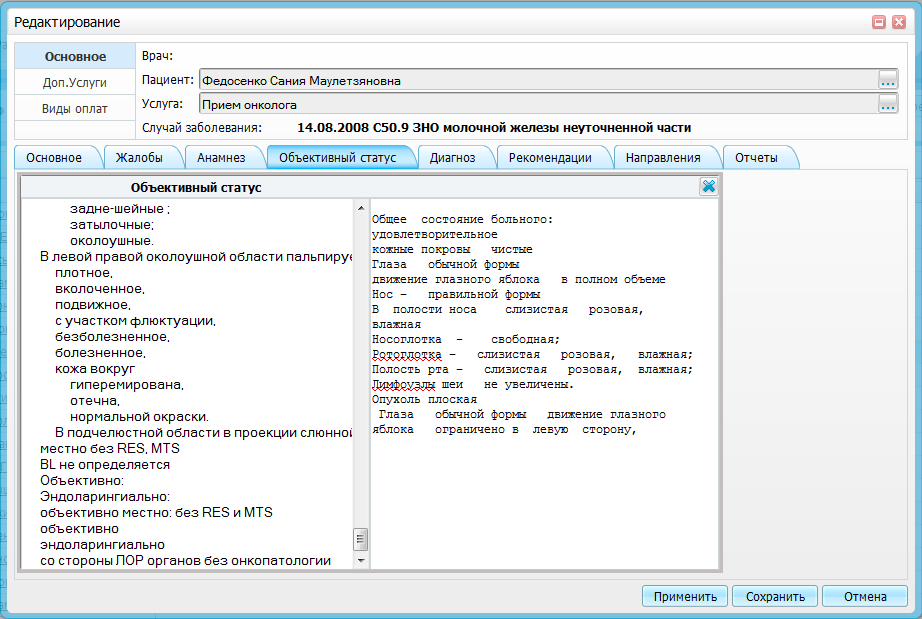 Редактирование
Основное
Доп.Услуги
Виды оплат
Врач:
Пациент: Федосенко Сания Маулетзяновна ...
Услуга: Прием онколога ...
Случай заболевания: 14.08.2008 C50.9 ЗНО молочной железы неуточненной части
Основное Жалобы Анамнез Объективный статус Диагноз Рекомендации Направления Отчеты
Объективный статус
задне-шейные ;
затылочные;
околоушные.
В левой правой околоушной области пальпируе
плотное,
вколоченное,
подвижное,
с участком флюктуации,
безболезненное,
болезненное,
кожа вокруг
гиперемирована,
отечна,
нормальной окраски.
В подчелюстной области в проекции слюнной
местно без RES, MTS
BL не определяется
Объективно:
Эндоларингиально:
объективно местно: без RES и MTS
объективно
эндоларингиально
со стороны ЛОР органов без онкопатологии
Общее состояние больного:
удовлетворительное
кожные покровы чистые
Глаза обычной формы
движение глазного яблока в полном объеме
Нос – правильной формы
В полости носа слизистая розовая,
влажная
Носоглотка – свободная;
Ротоглотка – слизистая розовая, влажная;
Полость рта – слизистая розовая, влажная;
Лимфоузлы шеи не увеличены.
Опухоль плоская
Глаза обычной формы движение глазного
яблока ограничено в левую сторону,
Применить Сохранить Отмена